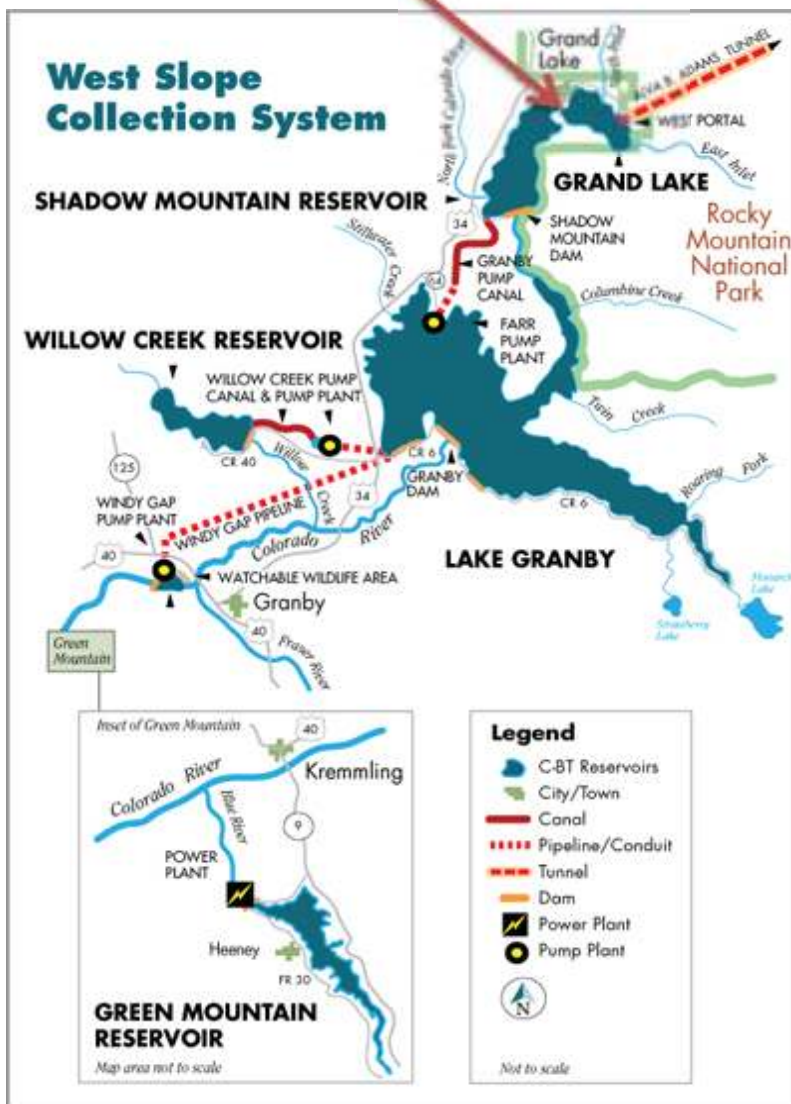 West Slope
Collection System
North Fork Colorado River
Grand
Lake
North Inlet
ALVA B. ADAMS TUNNEL
WEST PORTAL
East Inlet
GRAND LAKE
SHADOW MOUNTAIN RESERVOIR
34
SHADOW
MOUNTAIN
DAM
Rocky
Mountain
National
Park
Stillwater Creek
GRANBY
PUMP
CANAL
Columbine Creek
FARR
PUMP
PLANT
WILLOW CREEK RESERVOIR
WILLOW CREEK PUMP
CANAL & PUMP PLANT
Twin Creek
CR 40
Willow Creek
CR 6
GRANBY
DAM
125
34
CR 6
Roaring Fork
WINDY GAP
PUMP PLANT
WINDY GAP PIPELINE
Colorado River
LAKE GRANBY
40
WATCHABLE WILDLIFE AREA
Granby
Monarch
Lake
Strawberry
Lake
40
Fraser River
Green
Mountain
Inset of Green Mountain
40
Kremmling
Colorado River
Blue River
9
POWER
PLANT
Heeney
FR 30
GREEN MOUNTAIN
RESERVOIR
Map area not to scale
Legend
C-BT Reservoirs
City/Town
Canal
Pipeline/Conduit
Tunnel
Dam
Power Plant
Pump Plant
N
Not to scale